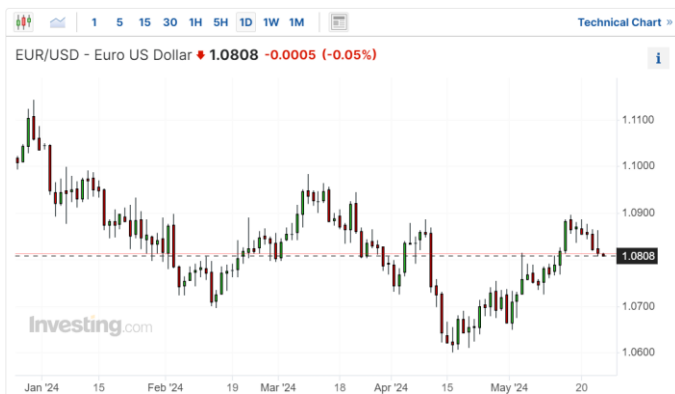 1 5 15 30 1H 5H 1D 1W 1M Technical Chart »
EUR/USD - Euro US Dollar 1.0808 -0.0005 (-0.05%)
i
1.1100
1.1000
1.0900
1.0808
1.0700
1.0600
Investing.com
Jan '24 15 Feb '24 19 Mar '24 18 Apr '24 15 May '24 20